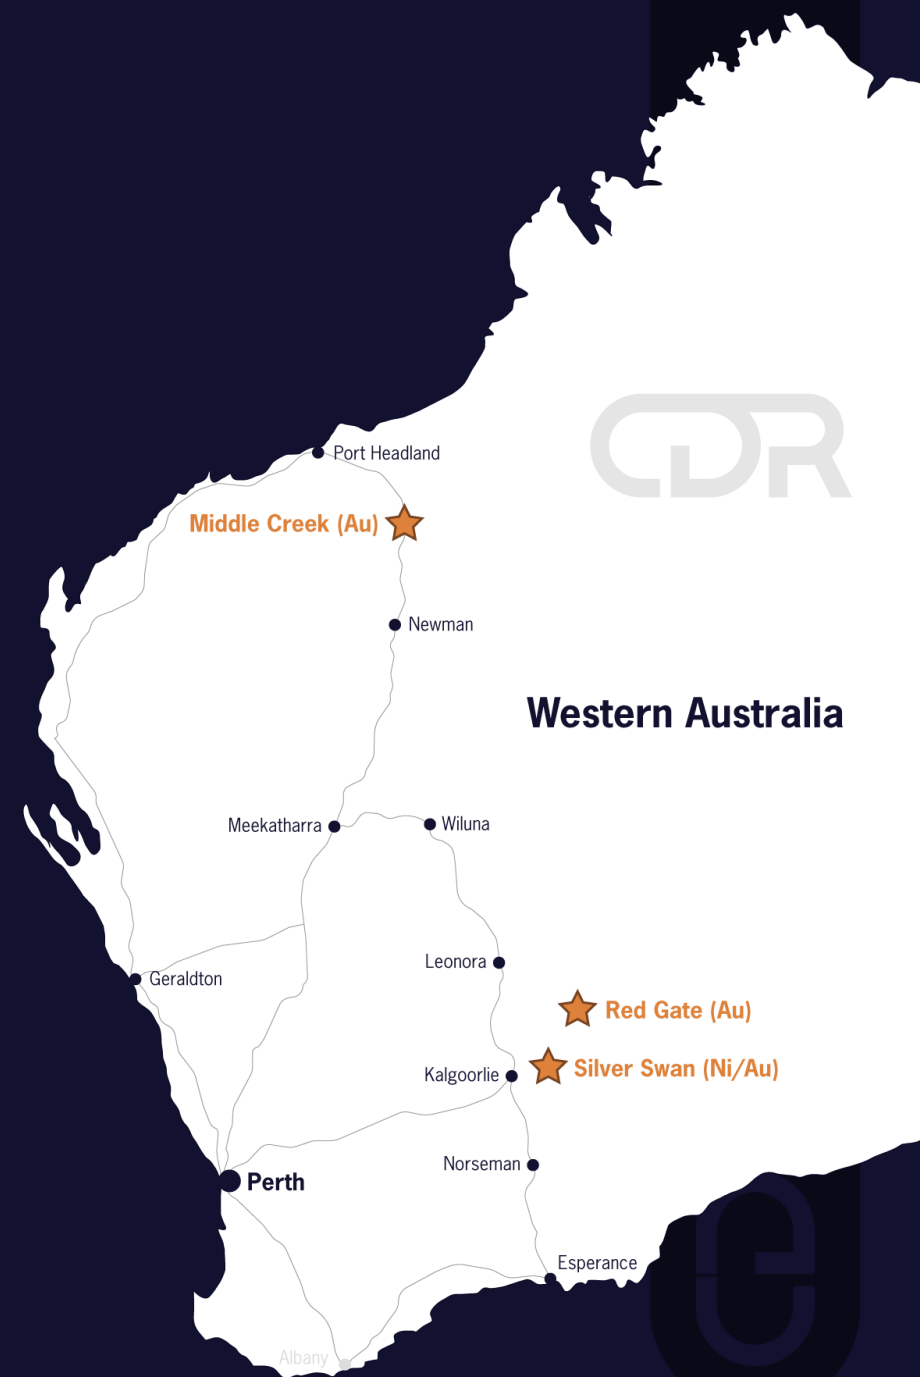 CDR
Port Headland
Middle Creek (Au)
Newman
Western Australia
Meekatharra
Wiluna
Leonora
Geraldton
Red Gate (Au)
Silver Swan (Ni/Au)
Kalgoorlie
Norseman
Perth
Esperance
Albany